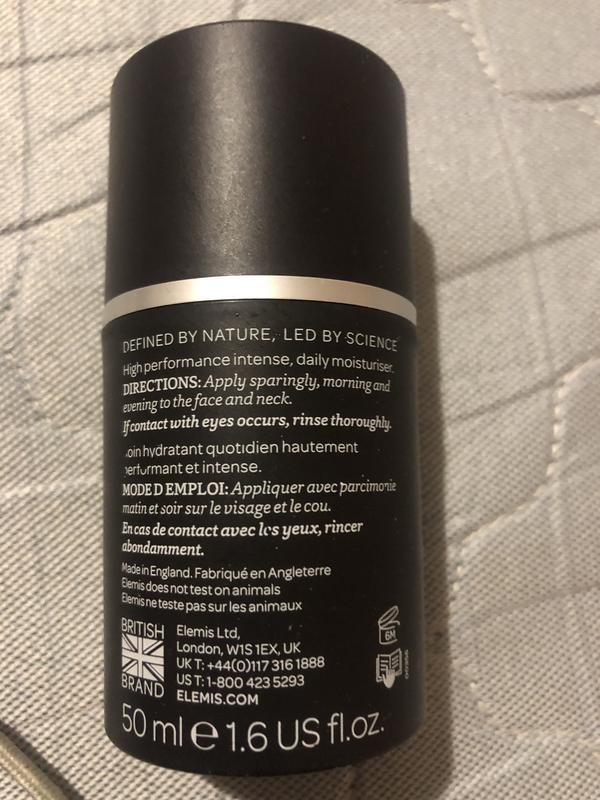 DEFINED BY NATURE, LED BY SCIENCE
High performance intense, daily moisturiser.
DIRECTIONS: Apply sparingly, morning and
evening to the face and neck.
If contact with eyes occurs, rinse thoroughly.
oin hydratant quotidien hautement
performant et intense.
MODE D EMPLOI: Appliquer avec parcimonie
matin et soir sur le visage et le cou.
En cas de contact avec les yeux, rincer
abondamment.
Made in England. Fabriqué en Angleterre
Elemis does not test on animals
Elemis ne teste pas sur les animaux
BRITISH
BRAND
Elemis Ltd,
London, W1S 1EX, UK
UK T: +44(0)117 316 1888
US T: 1-800 423 5293
ELEMIS.COM
6M
50 ml e 1.6 US fl.oz.